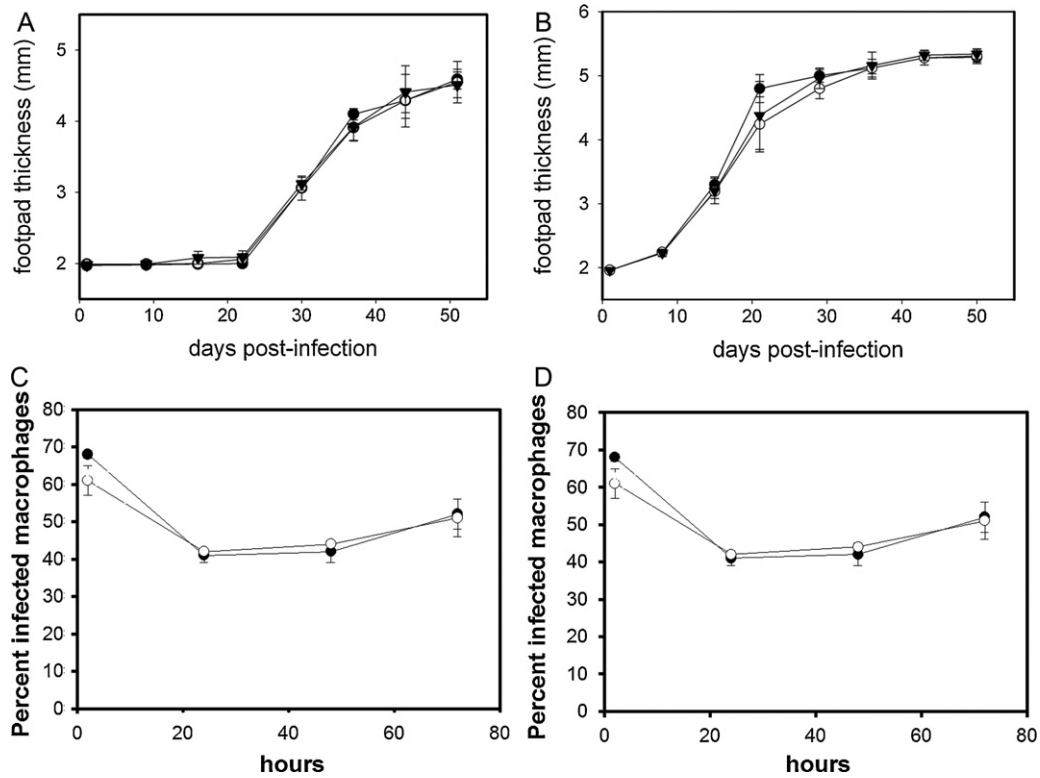 A
footpad thickness (mm)
5
4
3
2
0 10 20 30 40 50
days post-infection
B
footpad thickness (mm)
6
5
4
3
2
0 10 20 30 40 50
days post-infection
C
Percent infected macrophages
80
70
60
50
40
30
20
10
0
0 20 40 60 80
hours
D
Percent infected macrophages
80
70
60
50
40
30
20
10
0
0 20 40 60 80
hours